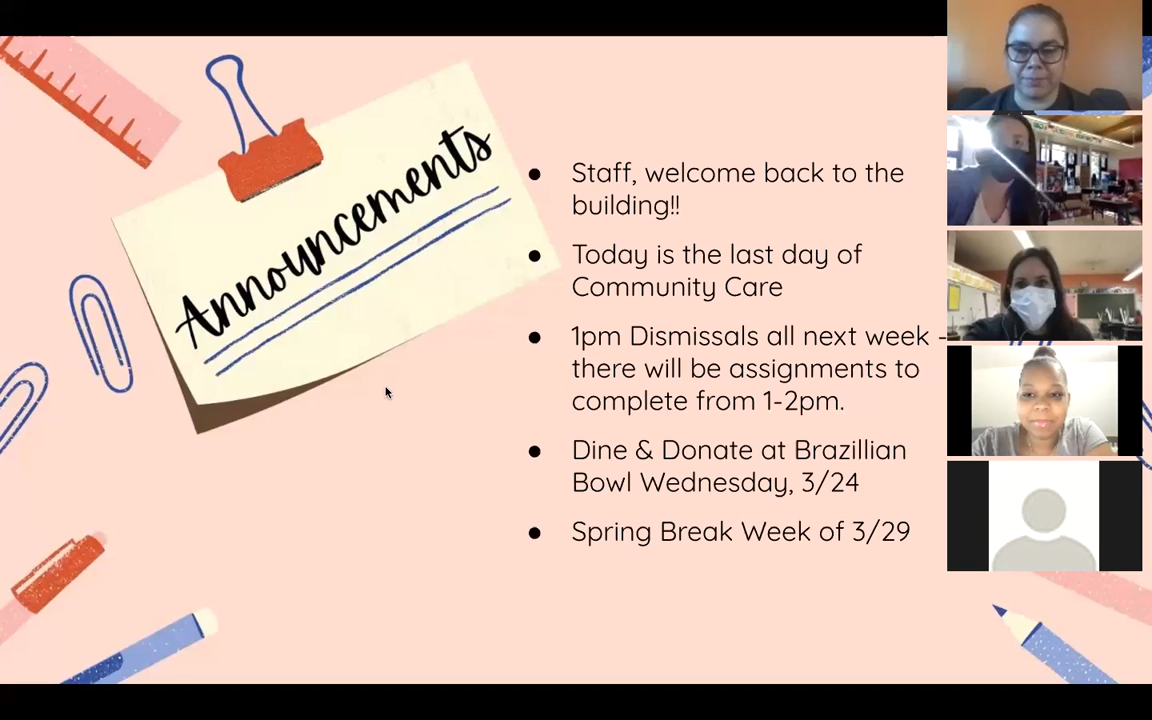 Announcements
● Staff, welcome back to the
building!!
● Today is the last day of
Community Care
● 1pm Dismissals all next week -
there will be assignments to
complete from 1-2pm.
● Dine & Donate at Brazillian
Bowl Wednesday, 3/24
● Spring Break Week of 3/29